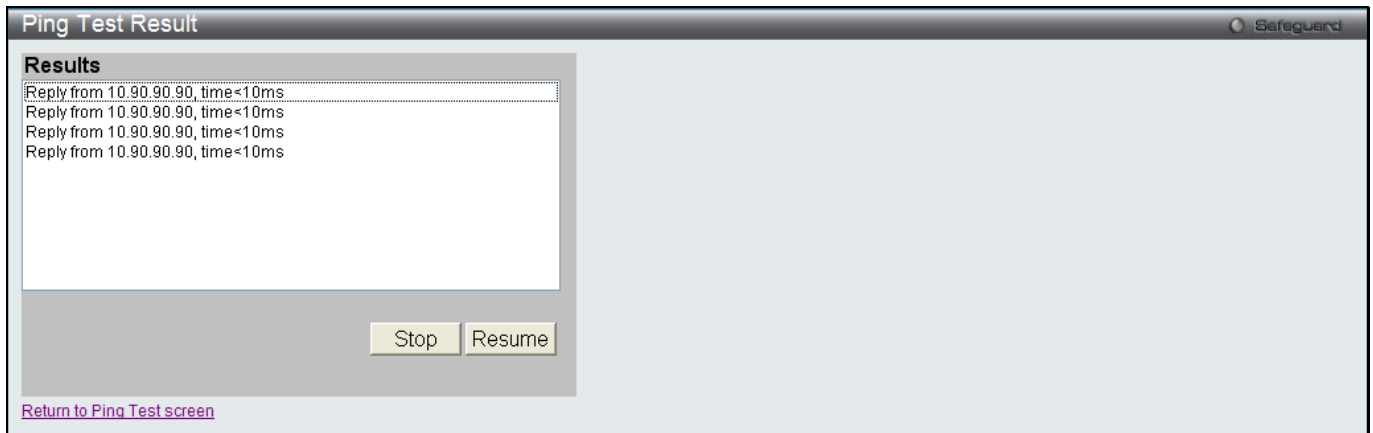 Ping Test Result
Safeguard
Results
Reply from 10.90.90.90, time<10ms
Reply from 10.90.90.90, time<10ms
Reply from 10.90.90.90, time<10ms
Reply from 10.90.90.90, time<10ms
Stop
Resume
Return to Ping Test screen